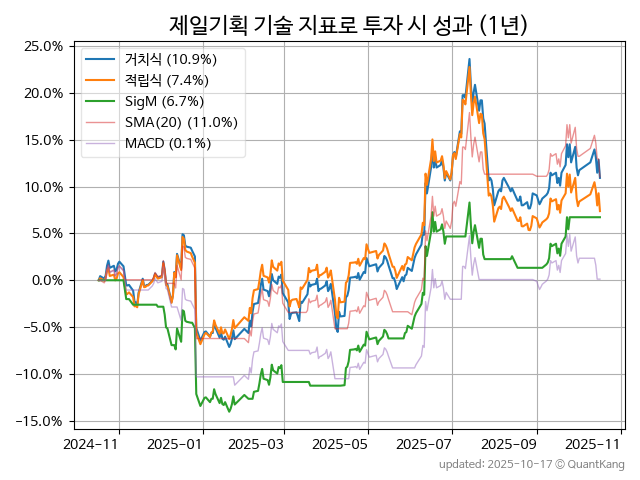 제일기획 기술 지표로 투자 시 성과 (1년)
25.0%
20.0%
15.0%
10.0%
5.0%
0.0%
−5.0%
−10.0%
−15.0%
거치식 (10.9%)
적립식 (7.4%)
SigM (6.7%)
SMA(20) (11.0%)
MACD (0.1%)
2024-11 2025-01 2025-03 2025-05 2025-07 2025-09 2025-11
updated: 2025-10-17 © QuantKang